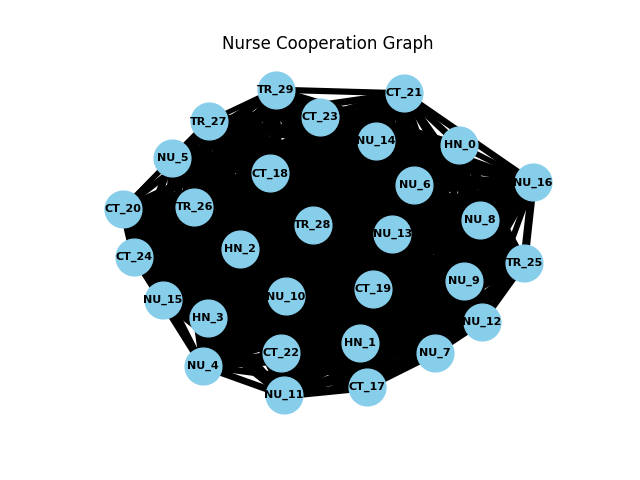 Nurse Cooperation Graph
TR_29
CT_21
CT_23
TR_27
NU_14
HN_0
NU_5
CT_18
NU_16
NU_6
CT_20
TR_26
NU_8
TR_28
NU_13
HN_2
CT_24
TR_25
NU_9
CT_19
NU_10
NU_15
HN_3
NU_12
HN_1
CT_22
NU_7
NU_4
CT_17
NU_11